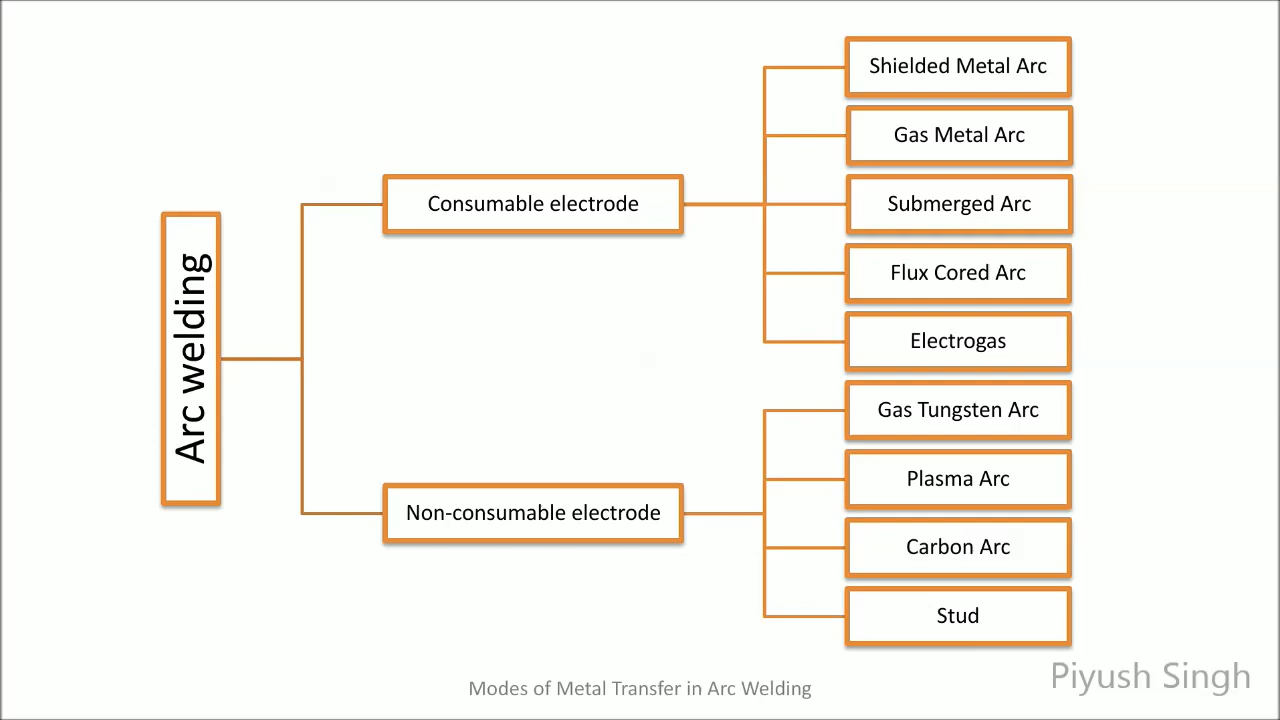 Arc welding
Consumable electrode
Shielded Metal Arc
Gas Metal Arc
Submerged Arc
Flux Cored Arc
Electrogas
Non-consumable electrode
Gas Tungsten Arc
Plasma Arc
Carbon Arc
Stud
Modes of Metal Transfer in Arc Welding
Piyush Singh